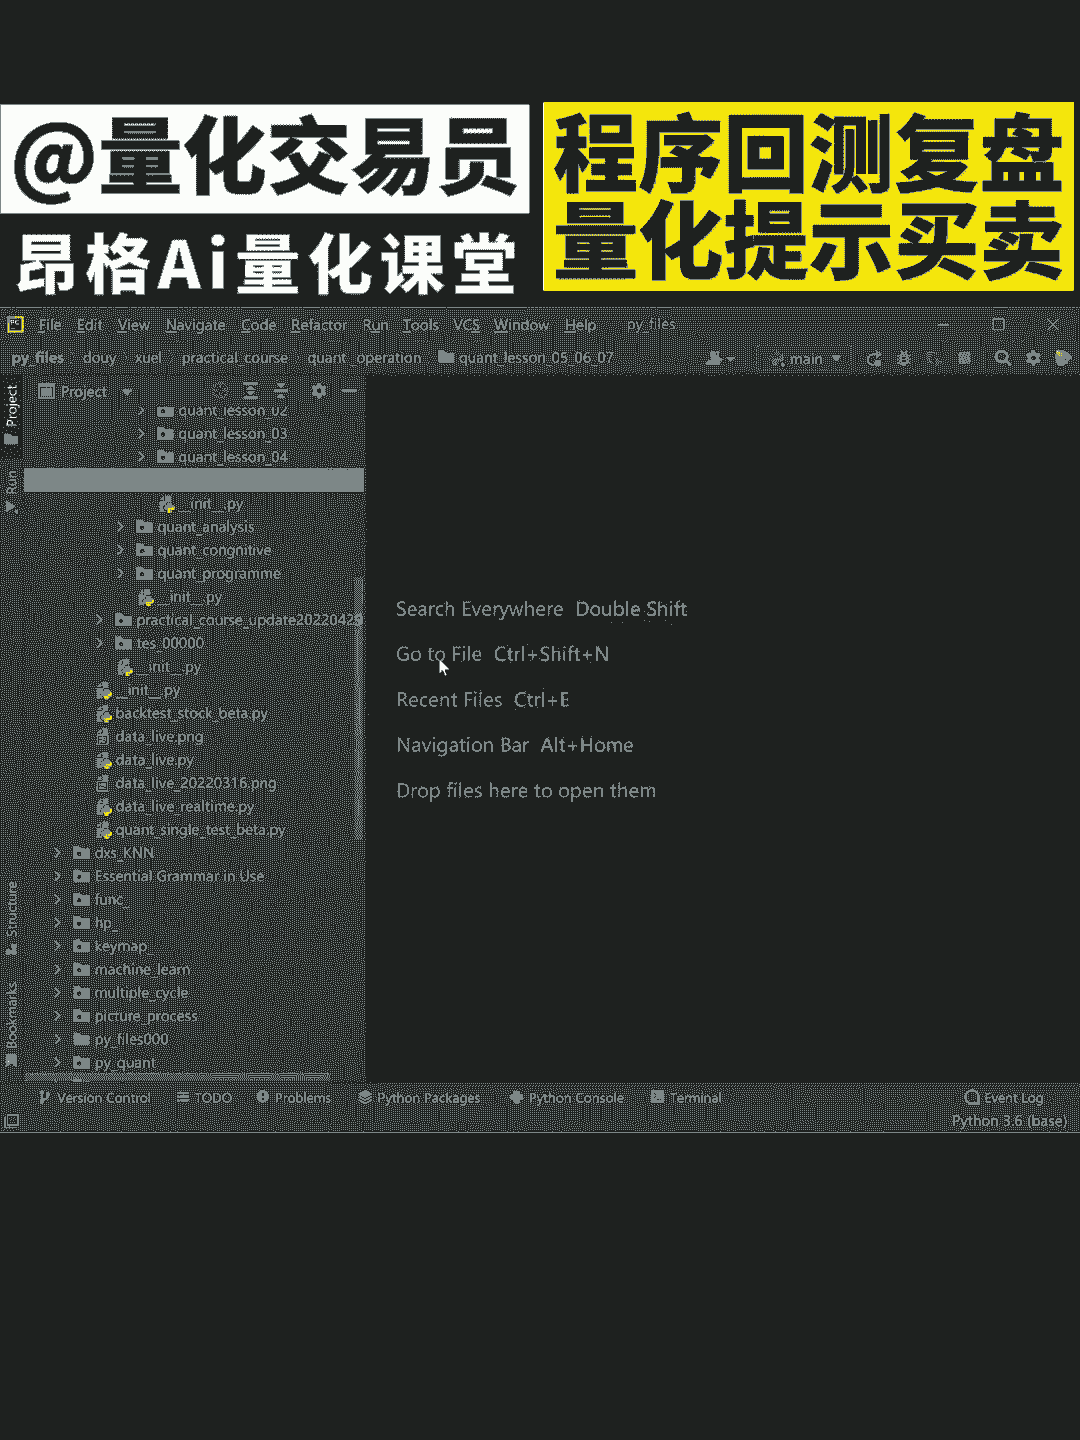 @量化交易员
昂格Ai量化课堂
程序回测复盘
量化提示买卖
File Edit View Navigate Code Refactor Run Tools VCS Window Help py_files
py_files douy xuel practical_course quant_operation quant_lesson_05_06_07
main
Project
Project
Run
Structure
Bookmarks
quant_lesson_02
quant_lesson_03
quant_lesson_04
__init__.py
quant_analysis
quant_congnitive
quant_programme
__init__.py
practical_course_update20220429
tes_00000
__init__.py
__init__.py
backtest_stock_beta.py
data_live.png
data_live.py
data_live_20220316.png
data_live_realtime.py
quant_single_test_beta.py
dxs_KNN
Essential Grammar in Use
func_
hp_
keymap_
machine_learn
multiple_cycle
picture_process
py_files000
py_quant
Search Everywhere Double Shift
Go to File Ctrl+Shift+N
Recent Files Ctrl+E
Navigation Bar Alt+Home
Drop files here to open them
Version Control TODO Problems Python Packages Python Console Terminal Event Log
Python 3.6 (base)